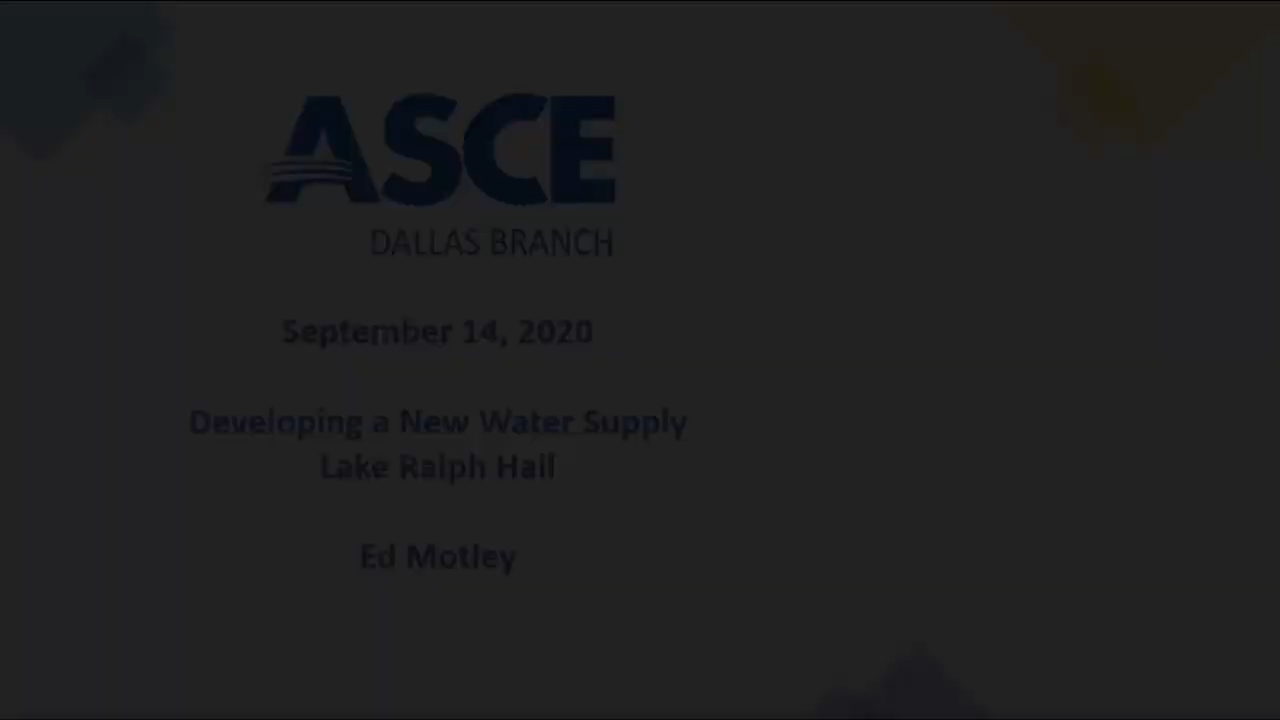 ASCE
DALLAS BRANCH
September 14, 2020
Developing a New Water Supply
Lake Ralph Hall
Ed Motley